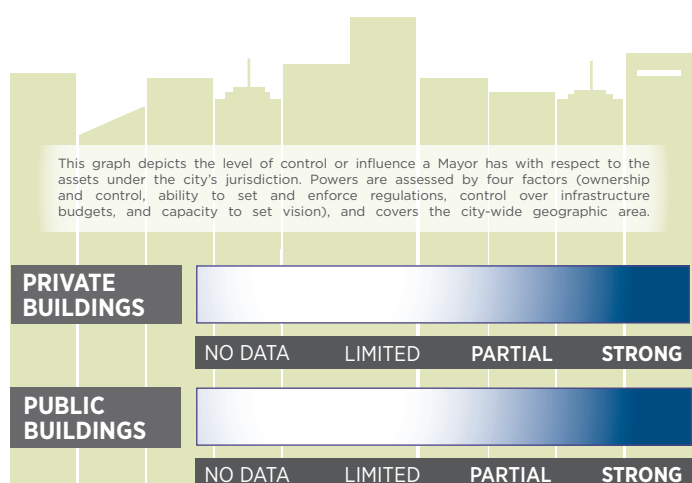 This graph depicts the level of control or influence a Mayor has with respect to the
assets under the city's jurisdiction. Powers are assessed by four factors (ownership
and control, ability to set and enforce regulations, control over infrastructure
budgets, and capacity to set vision), and covers the city-wide geographic area.
PRIVATE
BUILDINGS
NO DATA LIMITED PARTIAL STRONG
PUBLIC
BUILDINGS
NO DATA LIMITED PARTIAL STRONG